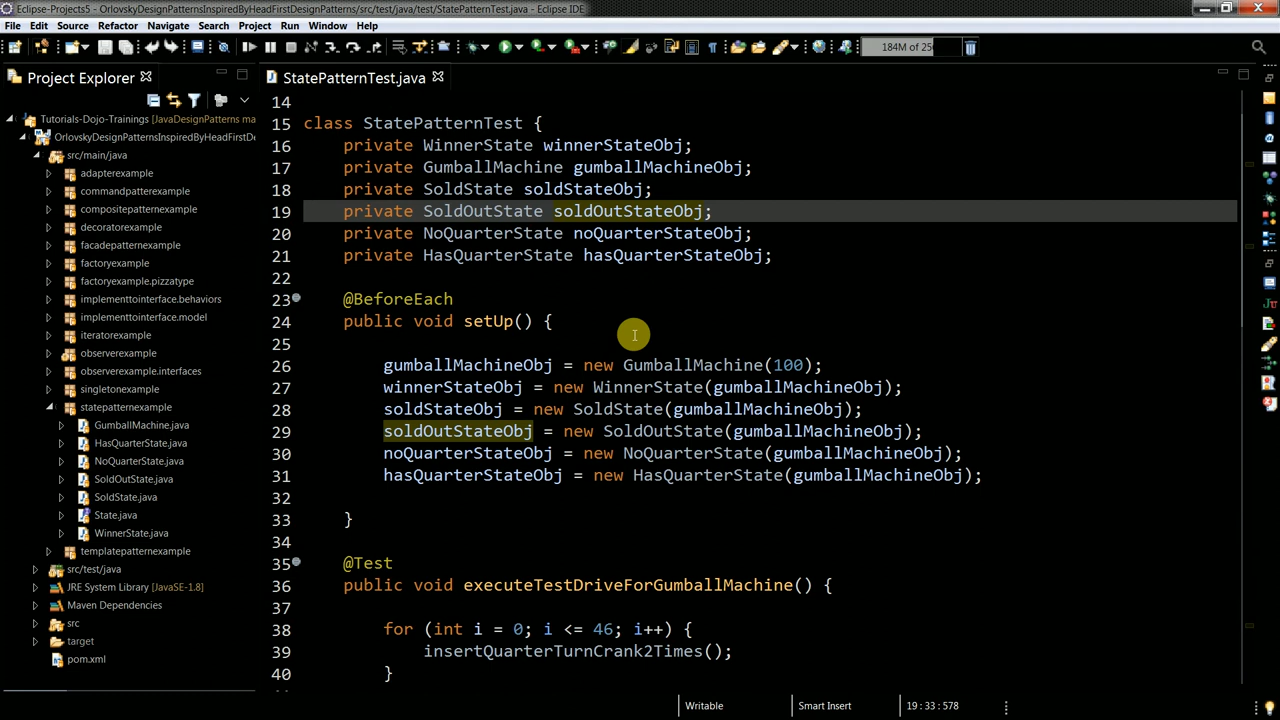 Eclipse-Projects5 - OrlovskyDesignPatternsInspiredByHeadFirstDesignPatterns/src/test/java/test/StatePatternTest.java - Eclipse IDE
File Edit Source Refactor Navigate Search Project Run Window Help
184M of 25
Project Explorer
Tutorials-Dojo-Trainings [JavaDesignPatterns ma
OrlovskyDesignPatternsInspiredByHeadFirstDe
src/main/java
adapterexample
commandpatterexample
compositepatternexample
decoratorexample
facadepatternexample
factoryexample
factoryexample.pizzatype
implementtointerface.behaviors
implementtointerface.model
iteratorexample
observerexample
observerexample.interfaces
singletonexample
statepatternexample
GumballMachine.java
HasQuarterState.java
NoQuarterState.java
SoldOutState.java
SoldState.java
State.java
WinnerState.java
templatepatternexample
src/test/java
JRE System Library [JavaSE-1.8]
Maven Dependencies
src
target
pom.xml
StatePatternTest.java
14
15 class StatePatternTest {
16 private WinnerState winnerStateObj;
17 private GumballMachine gumballMachineObj;
18 private SoldState soldStateObj;
19 private SoldOutState soldOutStateObj;
20 private NoQuarterState noQuarterStateObj;
21 private HasQuarterState hasQuarterStateObj;
22
23 @BeforeEach
24 public void setUp() {
25
26 gumballMachineObj = new GumballMachine(100);
27 winnerStateObj = new WinnerState(gumballMachineObj);
28 soldStateObj = new SoldState(gumballMachineObj);
29 soldOutStateObj = new SoldOutState(gumballMachineObj);
30 noQuarterStateObj = new NoQuarterState(gumballMachineObj);
31 hasQuarterStateObj = new HasQuarterState(gumballMachineObj);
32
33 }
34
35 @Test
36 public void executeTestDriveForGumballMachine() {
37
38 for (int i = 0; i <= 46; i++) {
39 insertQuarterTurnCrank2Times();
40 }
Writable Smart Insert 19 : 33 : 578